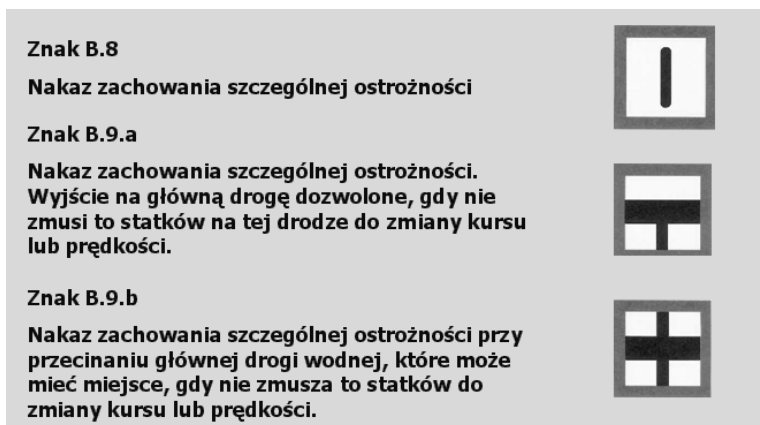 Znak B.8
Nakaz zachowania szczególnej ostrożności
Znak B.9.a
Nakaz zachowania szczególnej ostrożności.
Wyjście na główną drogę dozwolone, gdy nie
zmusi to statków na tej drodze do zmiany kursu
lub prędkości.
Znak B.9.b
Nakaz zachowania szczególnej ostrożności przy
przecinaniu głównej drogi wodnej, które może
mieć miejsce, gdy nie zmusza to statków do
zmiany kursu lub prędkości.